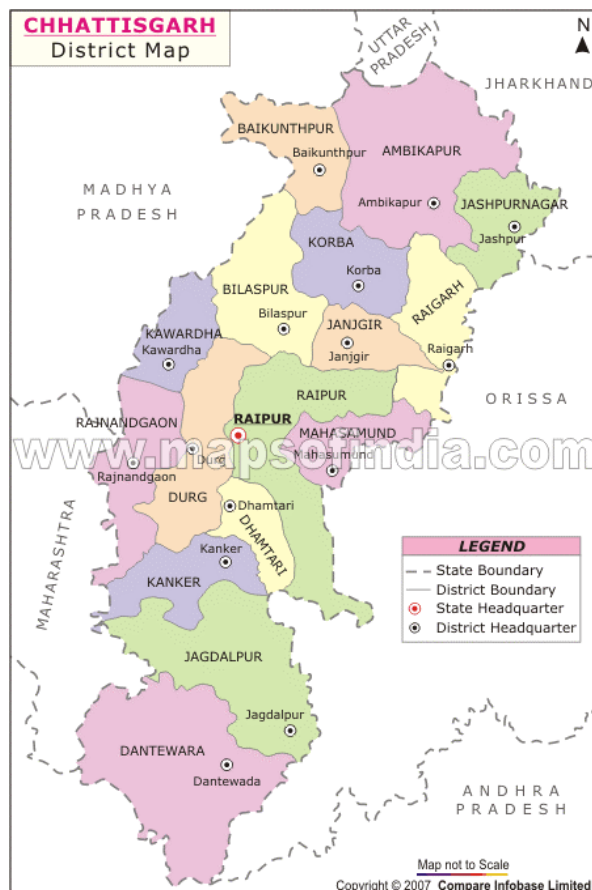 CHHATTISGARH
District Map
UTTAR
PRADESH
N
JHARKHAND
BAIKUNTHPUR
Baikunthpur
AMBIKAPUR
MADHYA
PRADESH
Ambikapur
JASHPURNAGAR
Jashpur
KORBA
Korba
BILASPUR
RAIGARH
Bilaspur
JANJGIR
Janjgir
KAWARDHA
Kawardha
Raigarh
RAIPUR
ORISSA
RAJNANDGAON
RAIPUR
MAHASAMUND
www.mapsofindia.com
Mahasumund
Durg
Rajnandgaon
DURG
Dhamtari
DHAMTARI
MAHARASHTRA
Kanker
KANKER
LEGEND
State Boundary
District Boundary
State Headquarter
District Headquarter
JAGDALPUR
Jagdalpur
DANTEWARA
Dantewada
ANDHRA
PRADESH
Map not to Scale
Copyright © 2007 Compare Infobase Limited